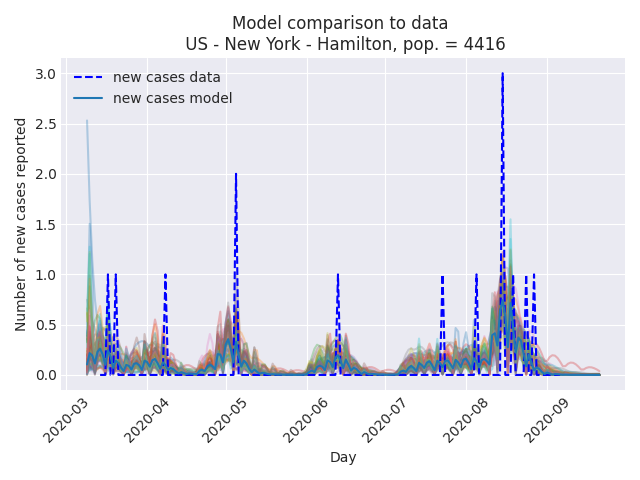 Model comparison to data
US - New York - Hamilton, pop. = 4416
new cases data
new cases model
Number of new cases reported
3.0
2.5
2.0
1.5
1.0
0.5
0.0
2020-03
2020-04
2020-05
2020-06
2020-07
2020-08
2020-09
Day